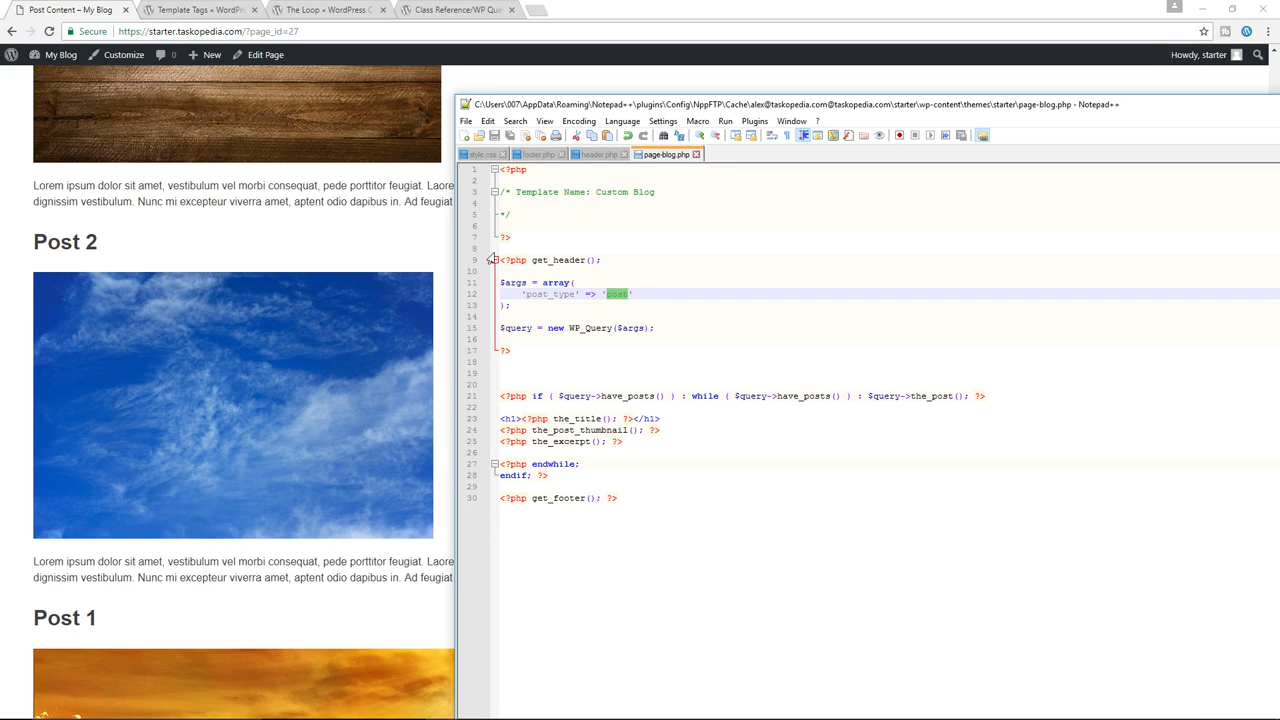 Post Content – My Blog
Template Tags « WordPr
The Loop « WordPress C
Class Reference/WP Que
Secure
https://starter.taskopedia.com/?page_id=27
My Blog
Customize
0
New
Edit Page
Howdy, starter
Lorem ipsum dolor sit amet, vestibulum vel morbi consequat, pede porttitor feugiat. Laore
dignissim vestibulum. Nunc mi excepteur viverra amet, aptent odio dapibus in. Ad feugiat
Post 2
Lorem ipsum dolor sit amet, vestibulum vel morbi consequat, pede porttitor feugiat. Laore
dignissim vestibulum. Nunc mi excepteur viverra amet, aptent odio dapibus in. Ad feugiat
Post 1
C:\Users\007\AppData\Roaming\Notepad++\plugins\Config\NppFTP\Cache\alex@taskopedia.com@taskopedia.com\starter\wp-content\themes\starter\page-blog.php - Notepad++
File Edit Search View Encoding Language Settings Macro Run Plugins Window ?
style.css footer.php header.php page-blog.php
1 <?php
2
3 /* Template Name: Custom Blog
4
5 */
6
7 ?>
8
9 <?php get_header();
10
11 $args = array(
12 'post_type' => 'post'
13 );
14
15 $query = new WP_Query($args);
16
17 ?>
18
19
20
21 <?php if ( $query->have_posts() ) : while ( $query->have_posts() ) : $query->the_post(); ?>
22
23 <h1><?php the_title(); ?></h1>
24 <?php the_post_thumbnail(); ?>
25 <?php the_excerpt(); ?>
26
27 <?php endwhile;
28 endif; ?>
29
30 <?php get_footer(); ?>